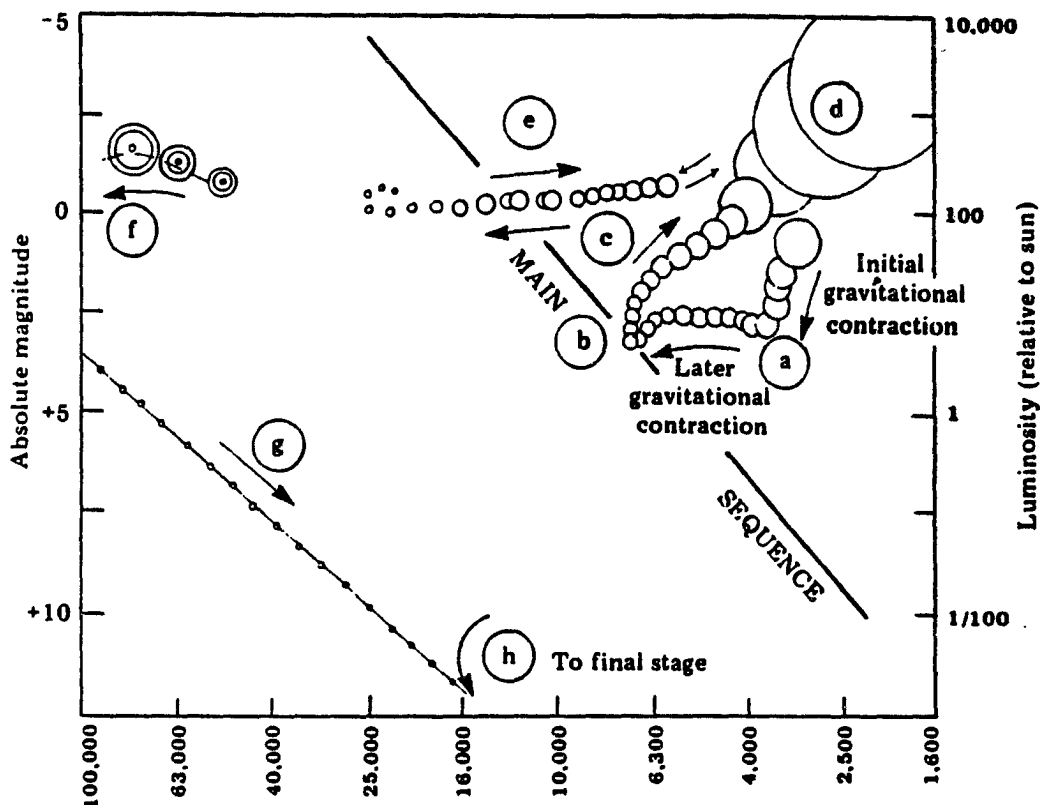 -5
10,000
e
d
f
0
100
c
MAIN
Initial
gravitational
contraction
b
a
Later
gravitational
contraction
Absolute magnitude
Luminosity (relative to sun)
+5
1
g
SEQUENCE
+10
1/100
h
To final stage
100,000
63,000
40,000
25,000
16,000
10,000
6,300
4,000
2,500
1,600